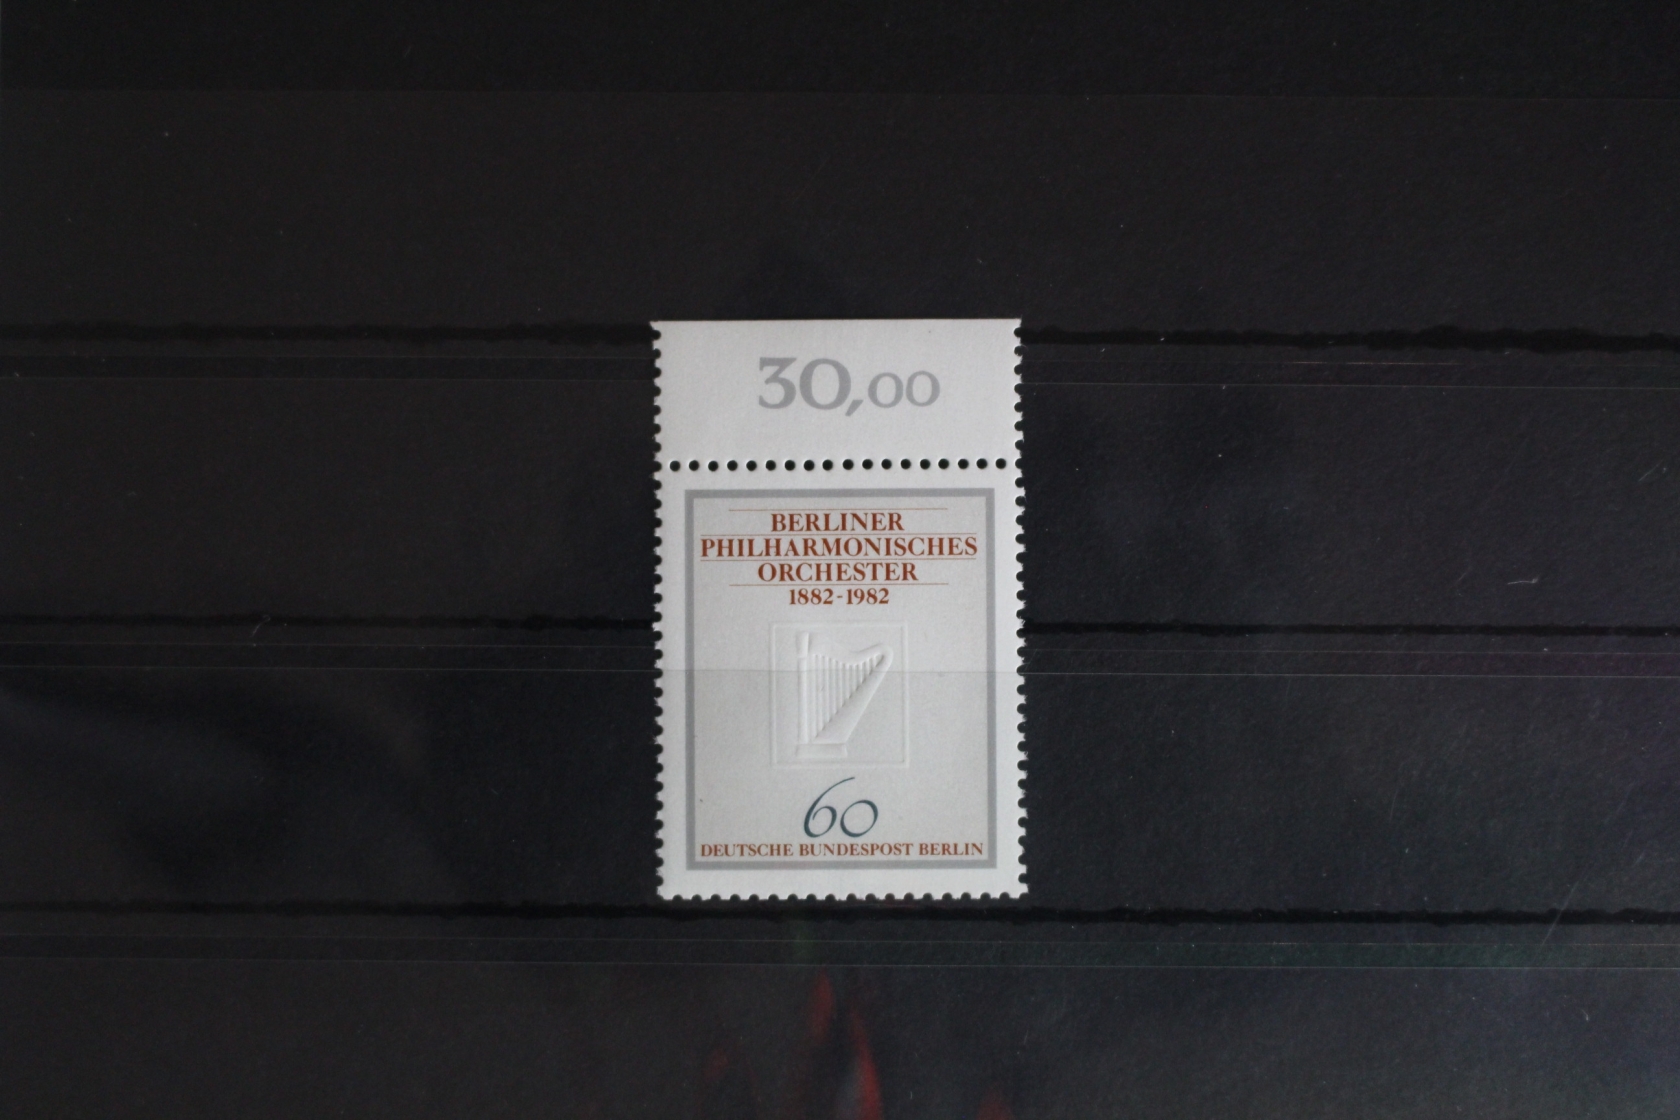 30,00
BERLINER
PHILHARMONISCHES
ORCHESTER
1882-1982
60
DEUTSCHE BUNDESPOST BERLIN